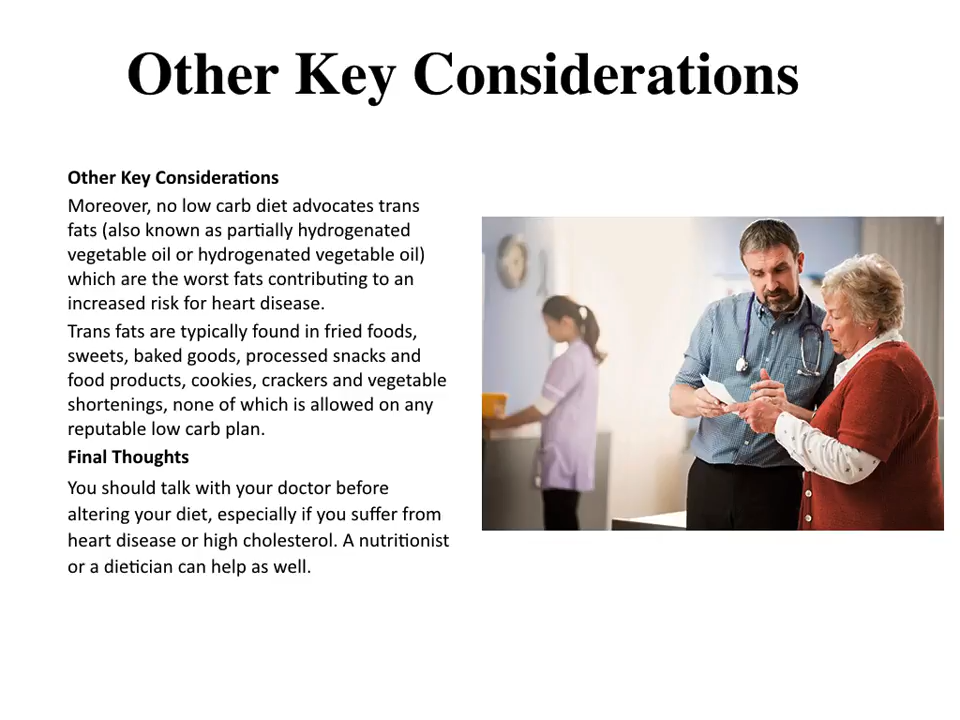 Other Key Considerations
Other Key Considerations
Moreover, no low carb diet advocates trans
fats (also known as partially hydrogenated
vegetable oil or hydrogenated vegetable oil)
which are the worst fats contributing to an
increased risk for heart disease.
Trans fats are typically found in fried foods,
sweets, baked goods, processed snacks and
food products, cookies, crackers and vegetable
shortenings, none of which is allowed on any
reputable low carb plan.
Final Thoughts
You should talk with your doctor before
altering your diet, especially if you suffer from
heart disease or high cholesterol. A nutritionist
or a dietician can help as well.